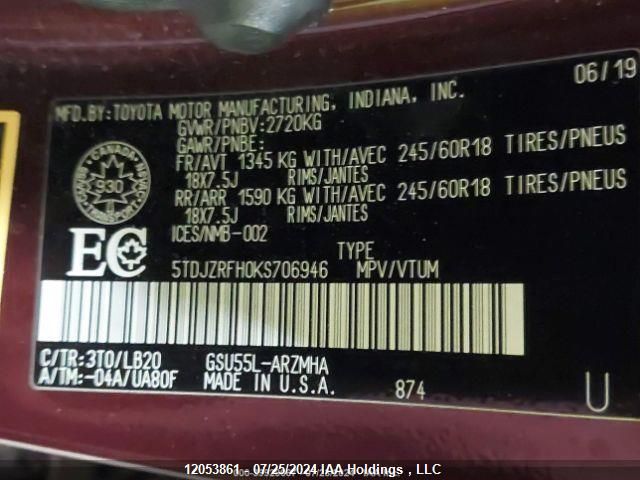 06/19
MFD.BY:TOYOTA MOTOR MANUFACTURING, INDIANA, INC.
GVWR/PNBV:2720KG
GAWR/PNBE:
FR/AVT 1345 KG WITH/AVEC 245/60R18 TIRES/PNEUS
18X7.5J RIMS/JANTES
RR/ARR 1590 KG WITH/AVEC 245/60R18 TIRES/PNEUS
18X7.5J RIMS/JANTES
ICES/NMB-002
CANADA
930
TRANSPORT
EC
TYPE
5TDJZRFH0KS706946 MPV/VTUM
C/TR:3T0/LB20 GSU55L-ARZMHA
A/TM:-04A/UA80F MADE IN U.S.A. 874 U
12053861 - 07/25/2024 IAA Holdings , LLC